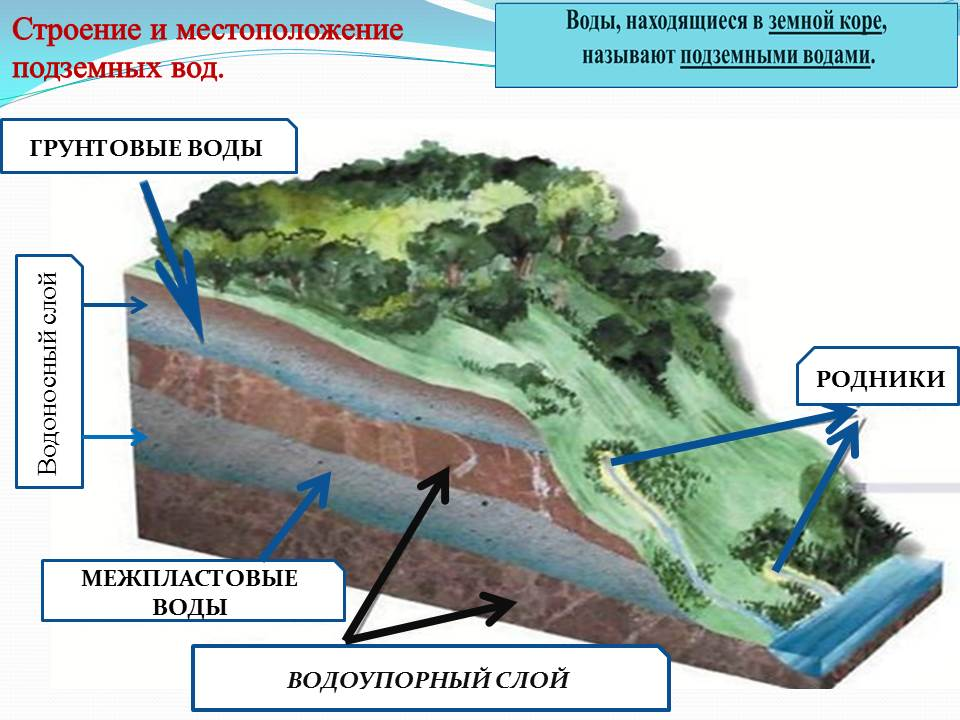 Строение и местоположение
подземных вод.
Воды, находящиеся в земной коре,
называют подземными водами.
ГРУНТОВЫЕ ВОДЫ
Водоносный слой
РОДНИКИ
МЕЖПЛАСТОВЫЕ
ВОДЫ
ВОДОУПОРНЫЙ СЛОЙ